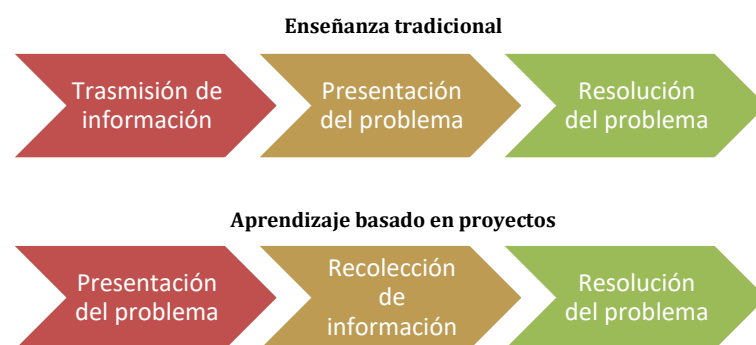 Enseñanza tradicional
Trasmisión de
información
Presentación
del problema
Resolución
del problema
Aprendizaje basado en proyectos
Presentación
del problema
Recolección
de
información
Resolución
del problema